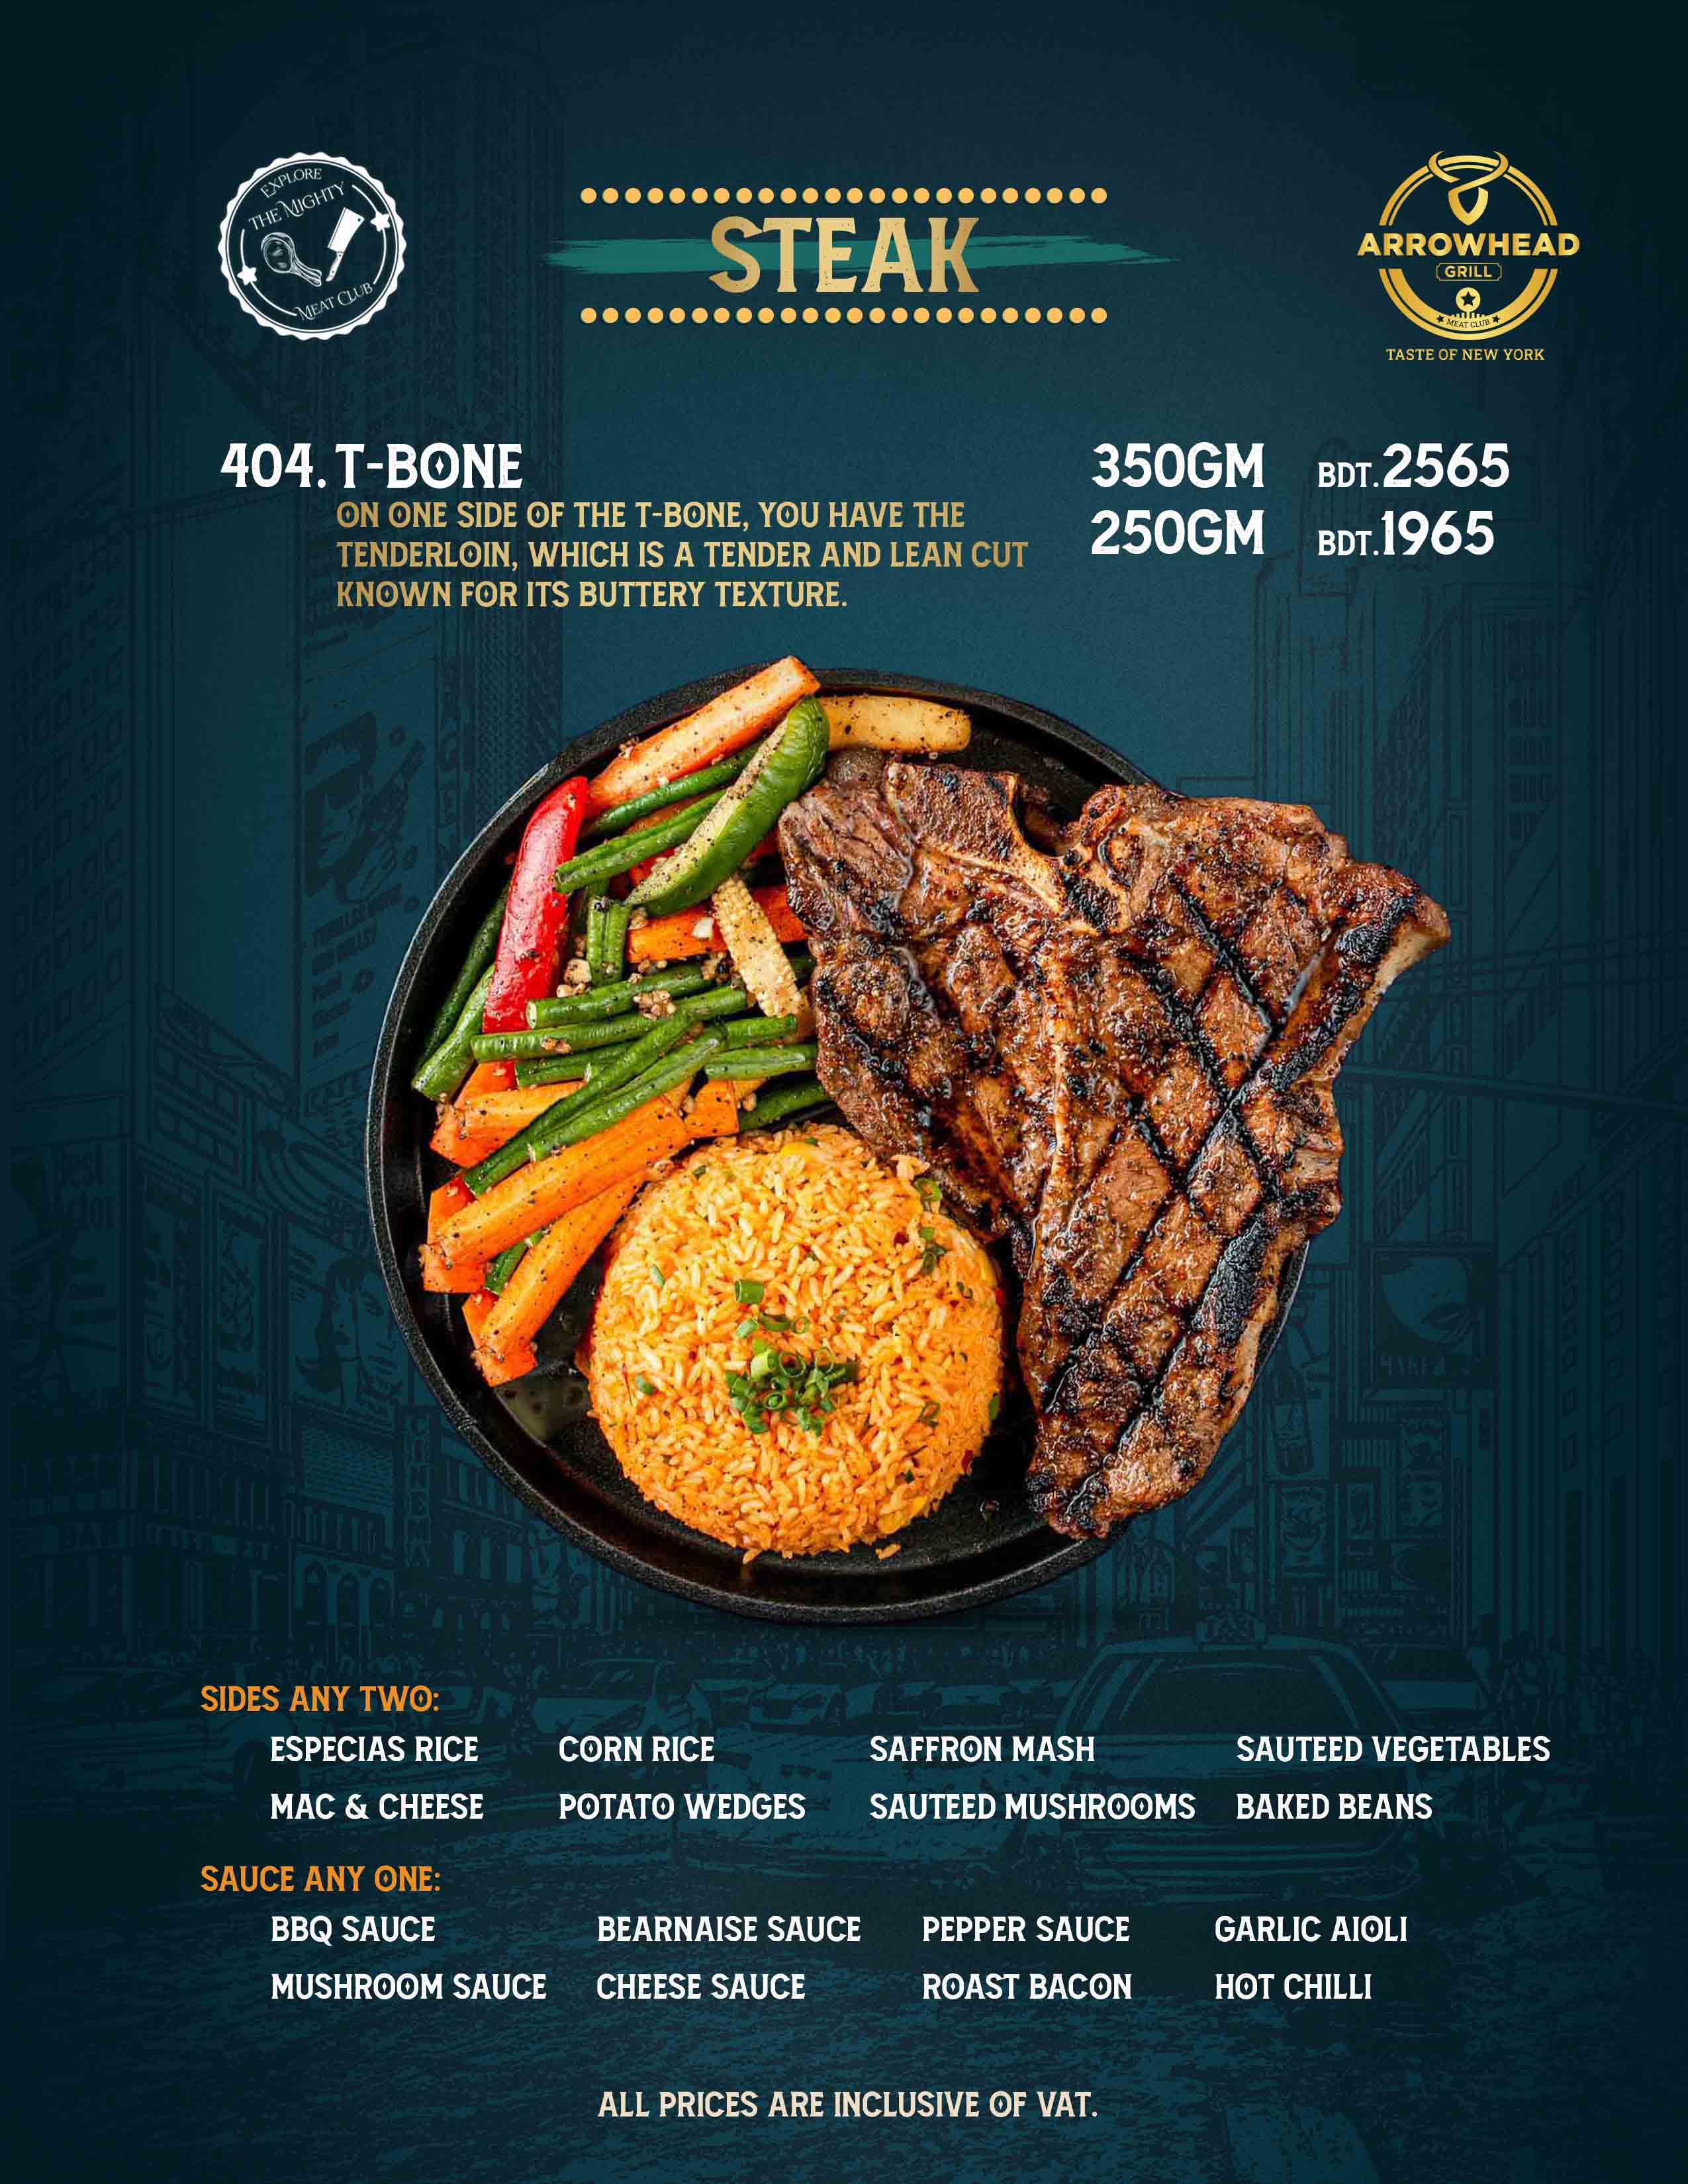 EXPLORE
THE MIGHTY
MEAT CLUB
STEAK
ARROWHEAD
GRILL
MEAT CLUB
TASTE OF NEW YORK
404. T-BONE 350GM BDT.2565
250GM BDT.1965
ON ONE SIDE OF THE T-BONE, YOU HAVE THE
TENDERLOIN, WHICH IS A TENDER AND LEAN CUT
KNOWN FOR ITS BUTTERY TEXTURE.
SIDES ANY TWO:
ESPECIAS RICE CORN RICE SAFFRON MASH SAUTEED VEGETABLES
MAC & CHEESE POTATO WEDGES SAUTEED MUSHROOMS BAKED BEANS
SAUCE ANY ONE:
BBQ SAUCE BEARNAISE SAUCE PEPPER SAUCE GARLIC AIOLI
MUSHROOM SAUCE CHEESE SAUCE ROAST BACON HOT CHILLI
ALL PRICES ARE INCLUSIVE OF VAT.